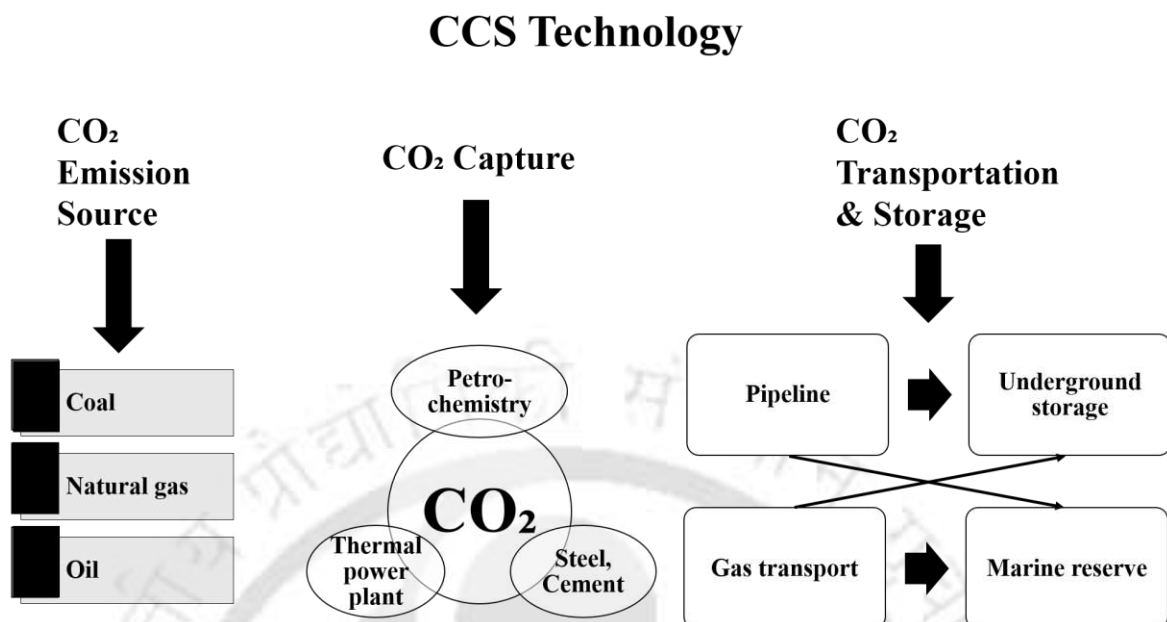 CCS Technology
CO₂
Emission
Source
Coal
Natural gas
Oil
CO₂ Capture
Petro-
chemistry
CO₂
Thermal
power
plant
Steel,
Cement
CO₂
Transportation
& Storage
Pipeline
Underground
storage
Gas transport
Marine reserve